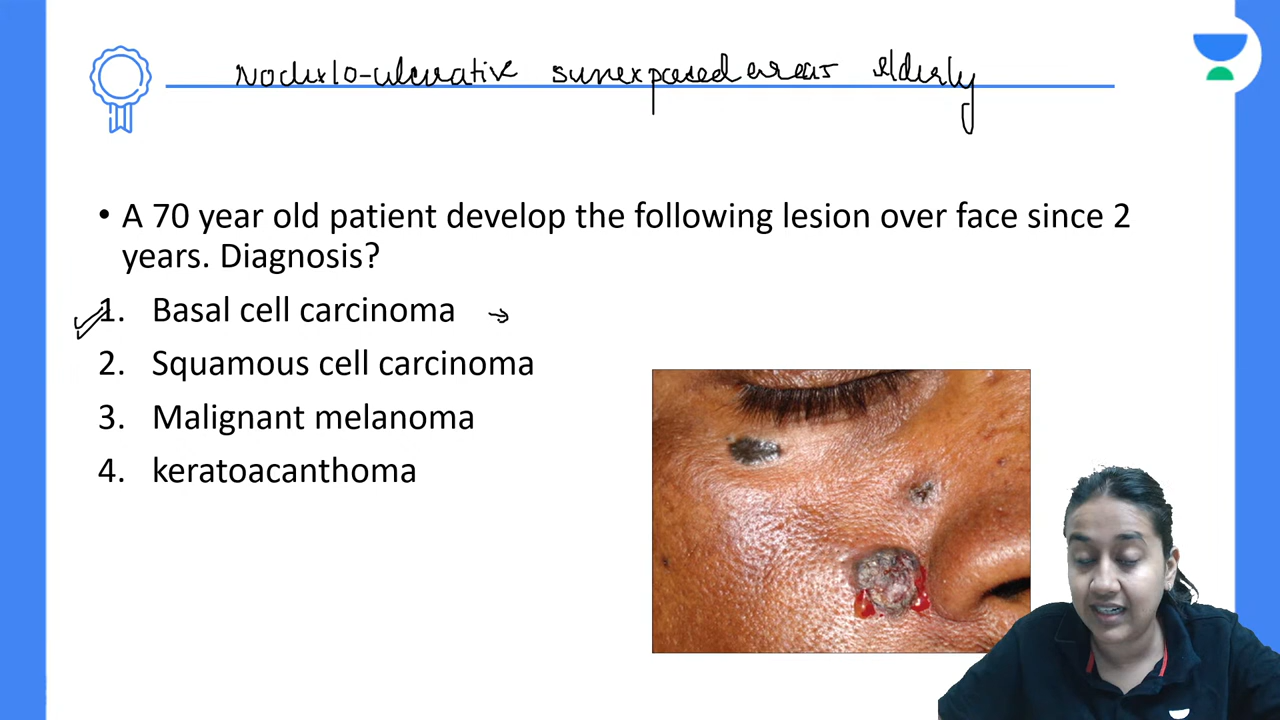 Nodulo-ulcerative sunexposed areas elderly
• A 70 year old patient develop the following lesion over face since 2
years. Diagnosis?
1. Basal cell carcinoma →
2. Squamous cell carcinoma
3. Malignant melanoma
4. keratoacanthoma